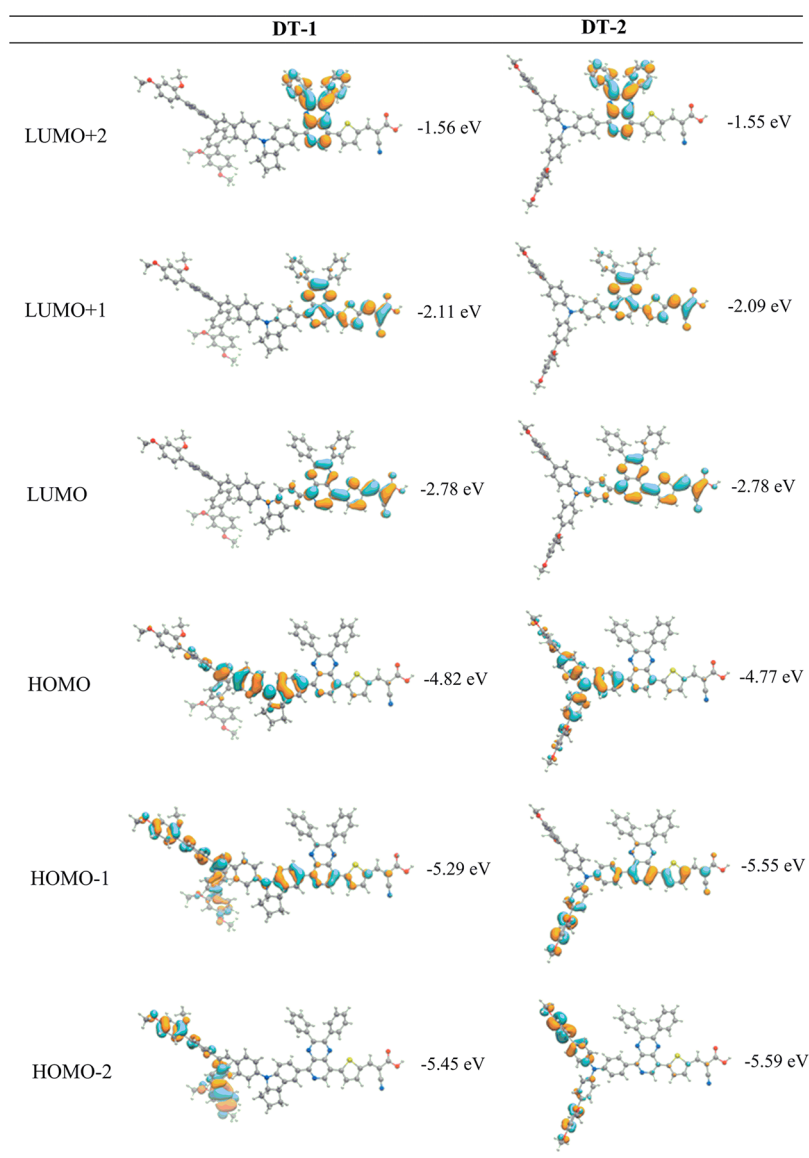 DT-1 DT-2
LUMO+2 -1.56 eV -1.55 eV
LUMO+1 -2.11 eV -2.09 eV
LUMO -2.78 eV -2.78 eV
HOMO -4.82 eV -4.77 eV
HOMO-1 -5.29 eV -5.55 eV
HOMO-2 -5.45 eV -5.59 eV